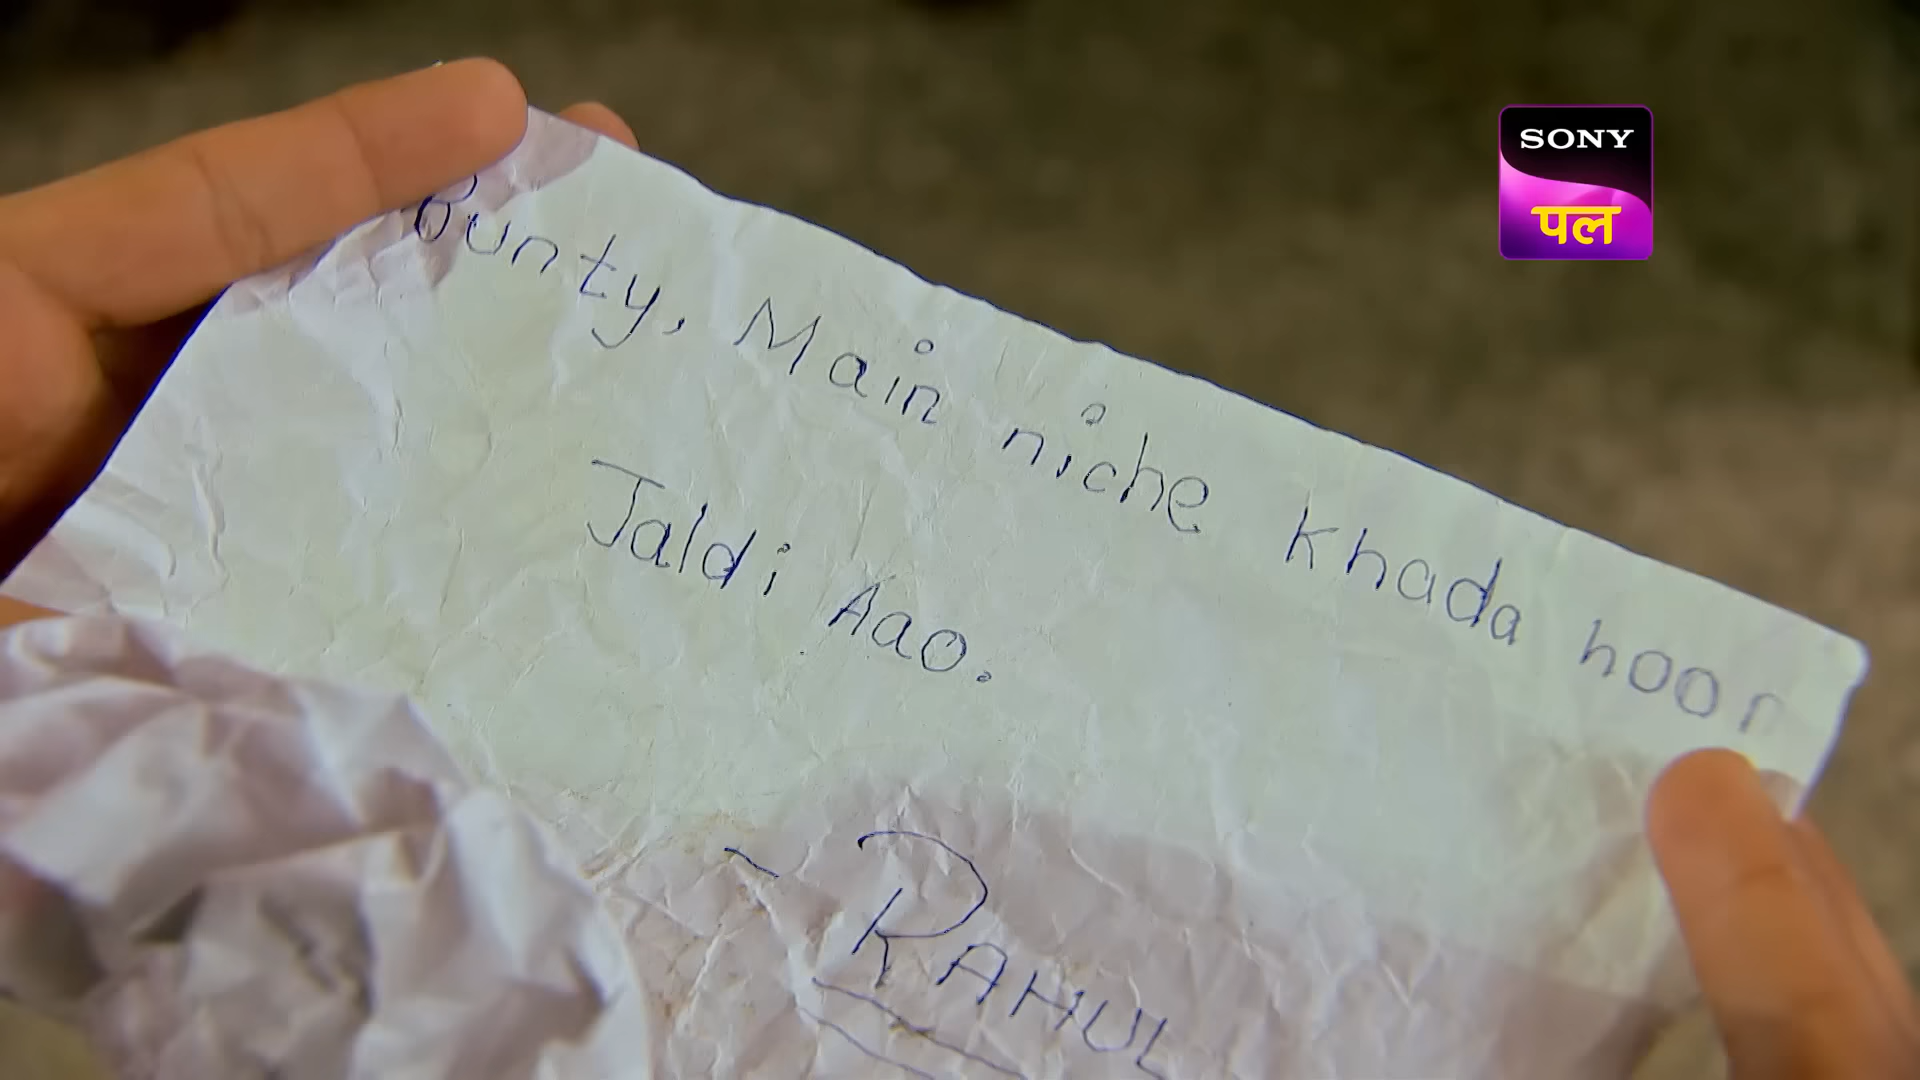 SONY
पल
Bunty, Main niche khada hoon
Jaldi Aao.
~ RAHUL